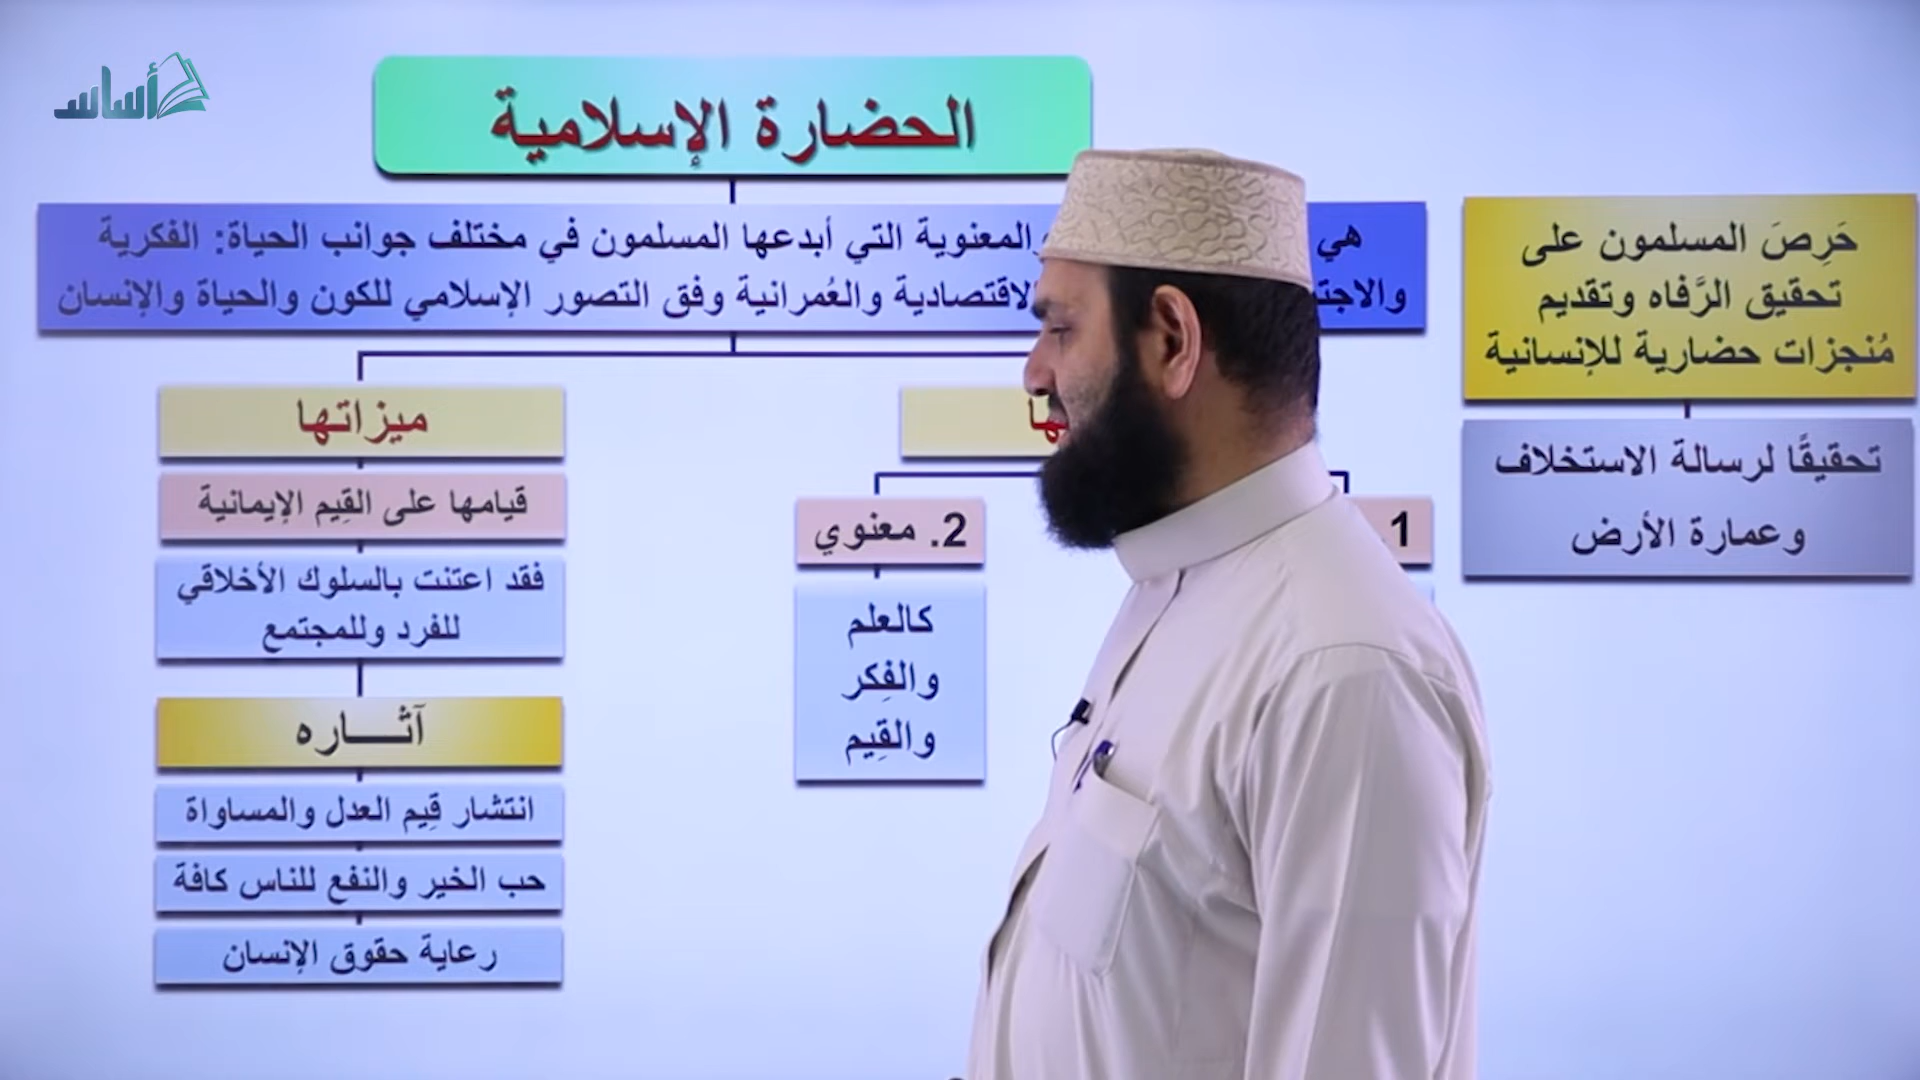 أساس
الحضارة الإسلامية
هي والمعنوية التي أبدعها المسلمون في مختلف جوانب الحياة: الفكرية
الاقتصادية والعُمرانية وفق التصور الإسلامي للكون والحياة والإنسان
حَرِصَ المسلمون على
تحقيق الرَّفاه وتقديم
مُنجزات حضارية للإنسانية
تحقيقًا لرسالة الاستخلاف
وعمارة الأرض
1.
2. معنوي
كالعلم
والفِكر
والقِيم
ميزاتها
قيامها على القِيم الإيمانية
فقد اعتنت بالسلوك الأخلاقي
للفرد وللمجتمع
آثـــاره
انتشار قِيم العدل والمساواة
حب الخير والنفع للناس كافة
رعاية حقوق الإنسان